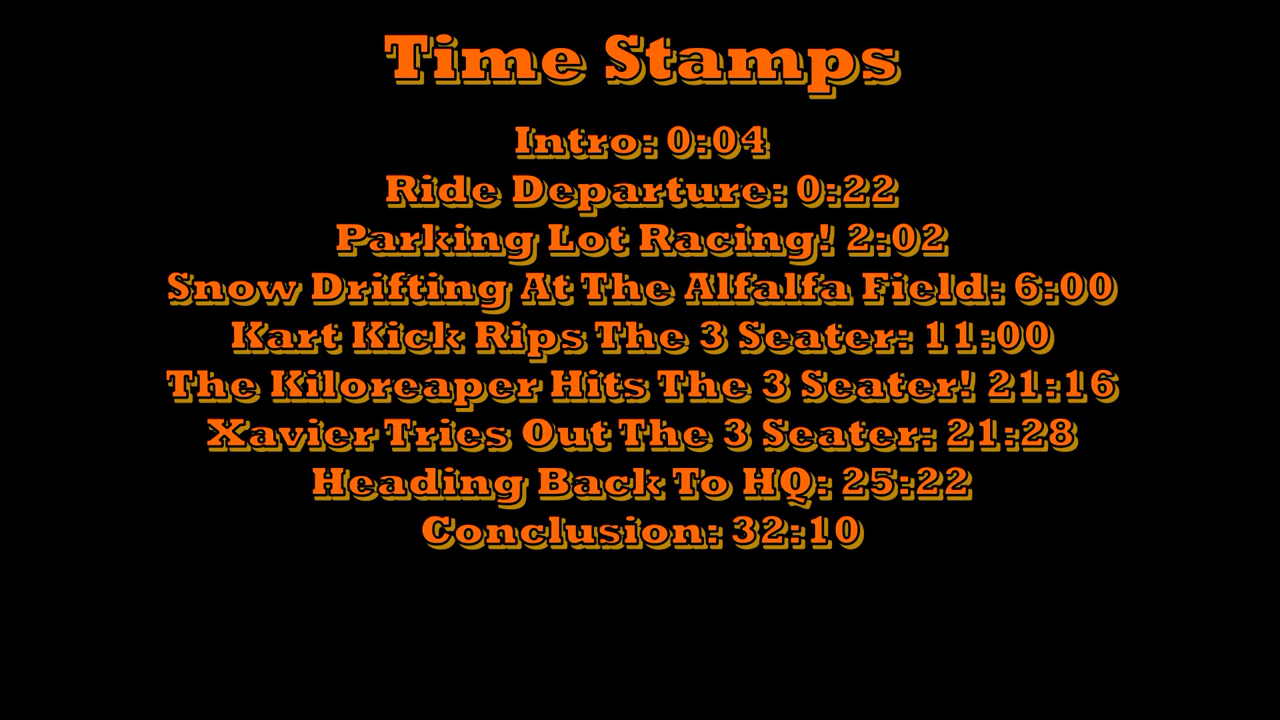 Time Stamps
Intro: 0:04
Ride Departure: 0:22
Parking Lot Racing! 2:02
Snow Drifting At The Alfalfa Field: 6:00
Kart Kick Rips The 3 Seater: 11:00
The Kiloreaper Hits The 3 Seater! 21:16
Xavier Tries Out The 3 Seater: 21:28
Heading Back To HQ: 25:22
Conclusion: 32:10